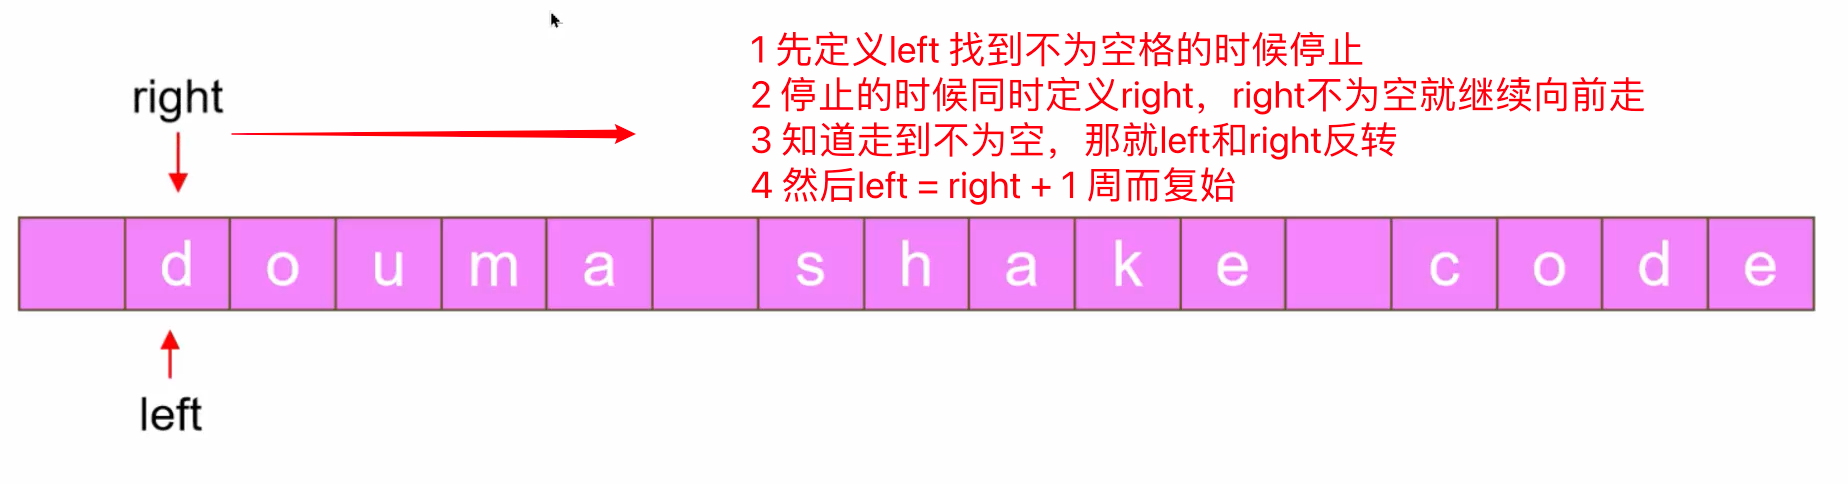 1 先定义left 找到不为空格的时候停止
2 停止的时候同时定义right，right不为空就继续向前走
3 知道走到不为空，那就left和right反转
4 然后left = right + 1 周而复始
right
d o u m a s h a k e c o d e
left